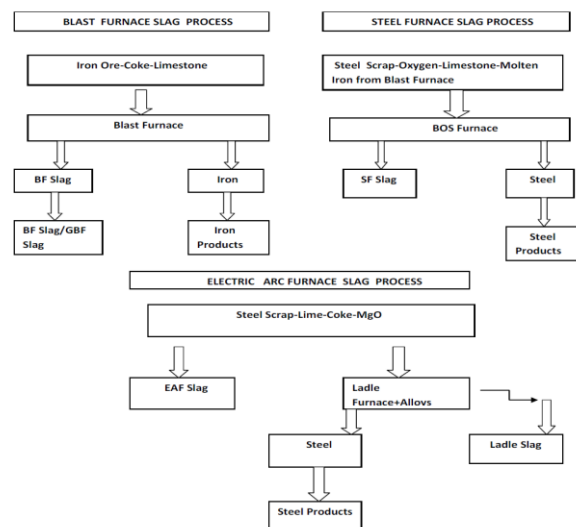 BLAST FURNACE SLAG PROCESS
Iron Ore-Coke-Limestone
Blast Furnace
BF Slag
Iron
BF Slag/GBF
Slag
Iron
Products
STEEL FURNACE SLAG PROCESS
Steel Scrap-Oxygen-Limestone-Molten
Iron from Blast Furnace
BOS Furnace
SF Slag
Steel
Steel
Products
ELECTRIC ARC FURNACE SLAG PROCESS
Steel Scrap-Lime-Coke-MgO
EAF Slag
Ladle
Furnace+Allovs
Steel
Ladle Slag
Steel Products